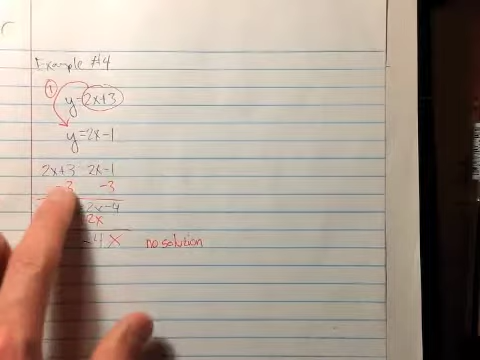 Example #4
①
y=2x+3
y=2x-1
2x+3 2x-1
-3 -3
2x-4
2x
-4 x no solution